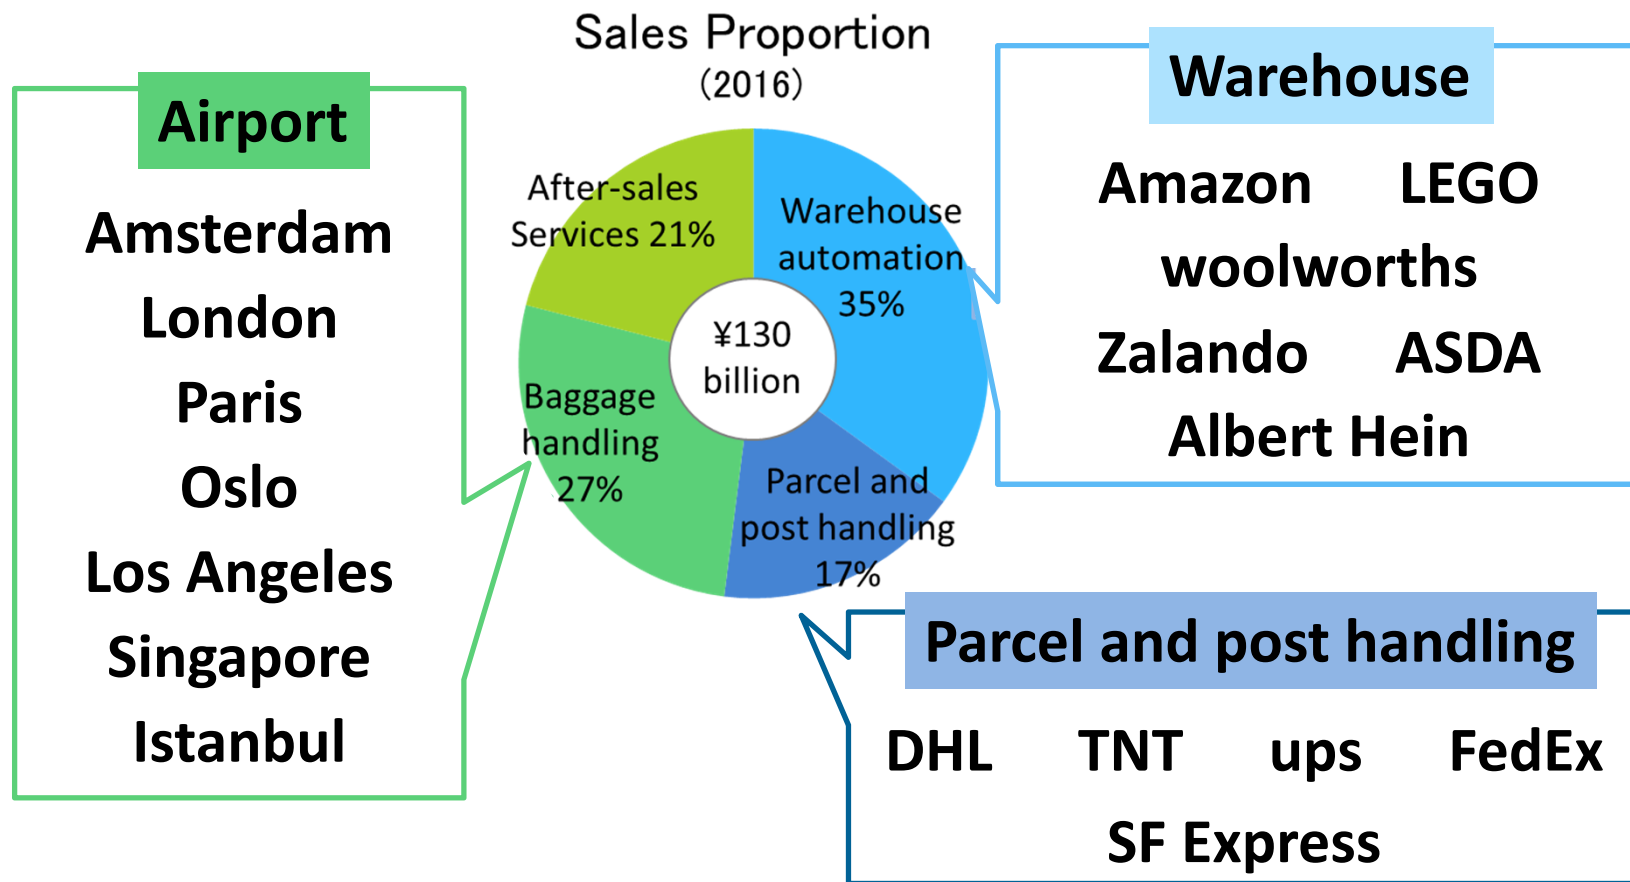 Sales Proportion
(2016)
Airport
Amsterdam
London
Paris
Oslo
Los Angeles
Singapore
Istanbul
After-sales
Services 21%
Warehouse
automation
35%
¥130
billion
Baggage
handling
27%
Parcel and
post handling
17%
Warehouse
Amazon LEGO
woolworths
Zalando ASDA
Albert Hein
Parcel and post handling
DHL TNT ups FedEx
SF Express